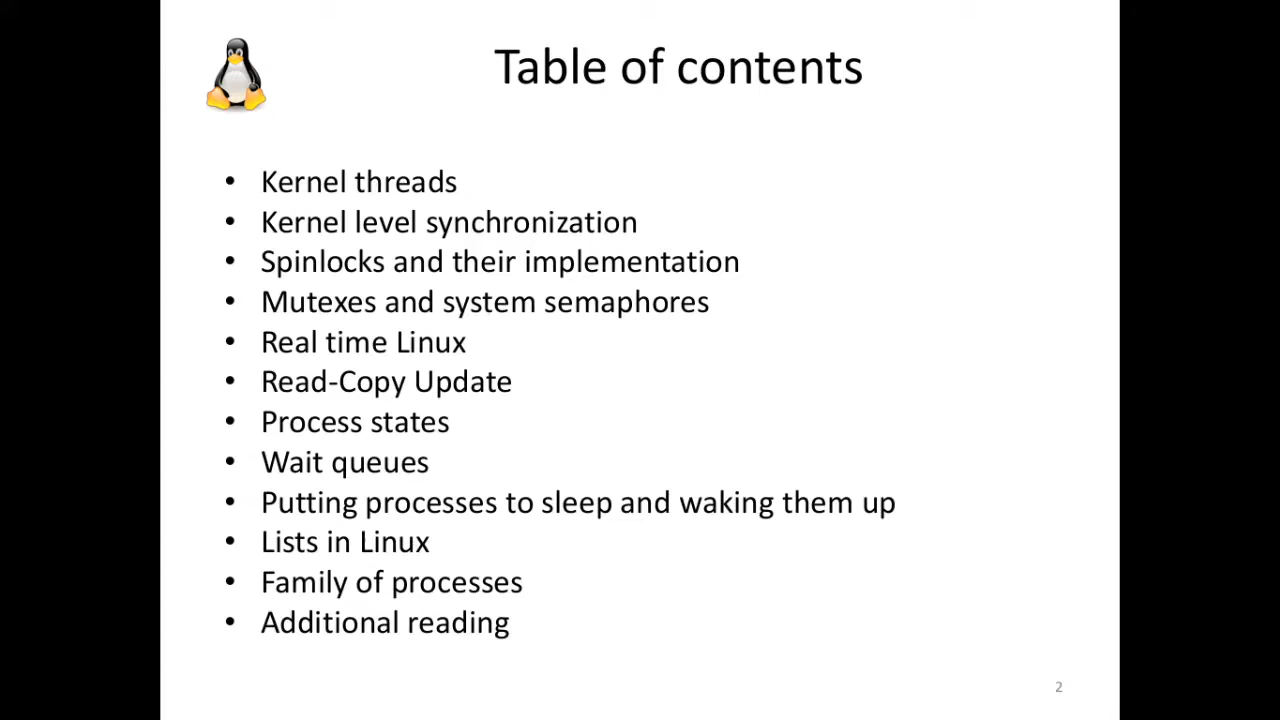 Table of contents
• Kernel threads
• Kernel level synchronization
• Spinlocks and their implementation
• Mutexes and system semaphores
• Real time Linux
• Read-Copy Update
• Process states
• Wait queues
• Putting processes to sleep and waking them up
• Lists in Linux
• Family of processes
• Additional reading
2